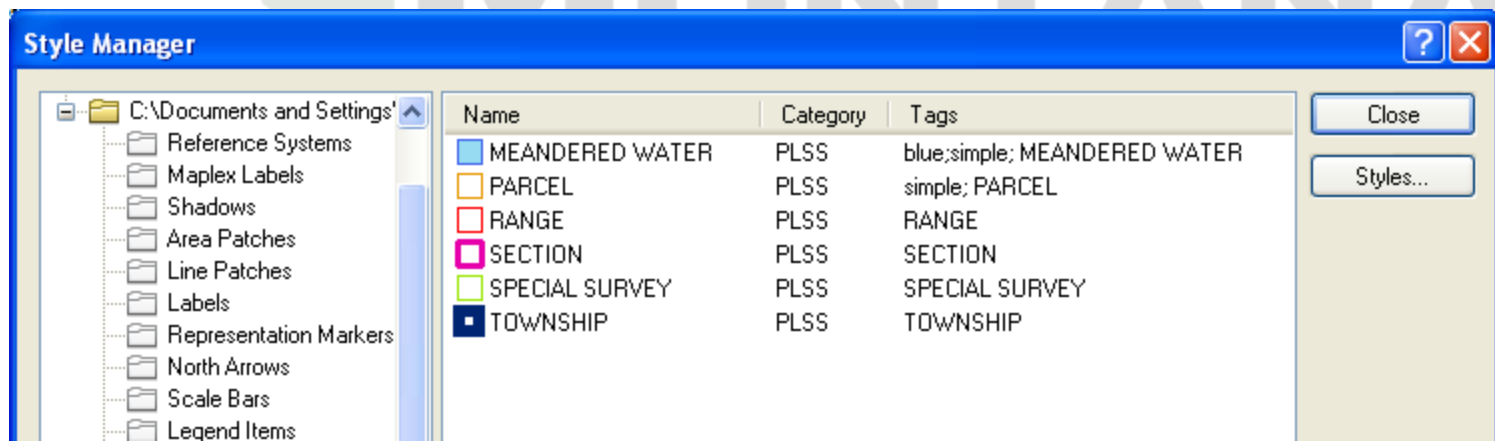 Style Manager
C:\Documents and Settings'
Reference Systems
Maplex Labels
Shadows
Area Patches
Line Patches
Labels
Representation Markers
North Arrows
Scale Bars
Legend Items
Name Category Tags
MEANDERED WATER PLSS blue;simple; MEANDERED WATER
PARCEL PLSS simple; PARCEL
RANGE PLSS RANGE
SECTION PLSS SECTION
SPECIAL SURVEY PLSS SPECIAL SURVEY
TOWNSHIP PLSS TOWNSHIP
Close
Styles...